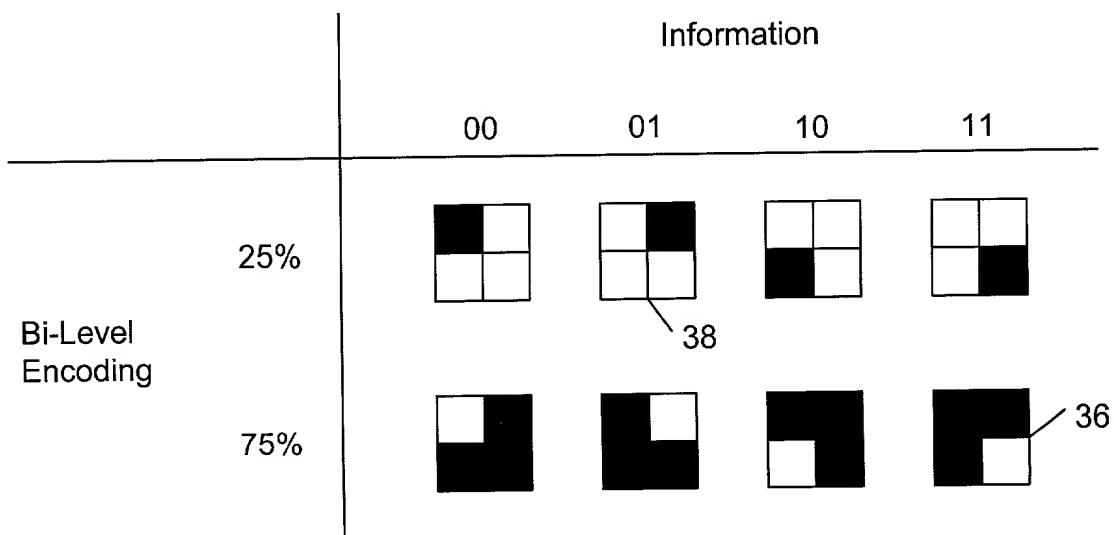 Information
00 01 10 11
25%
38
Bi-Level
Encoding
36
75%